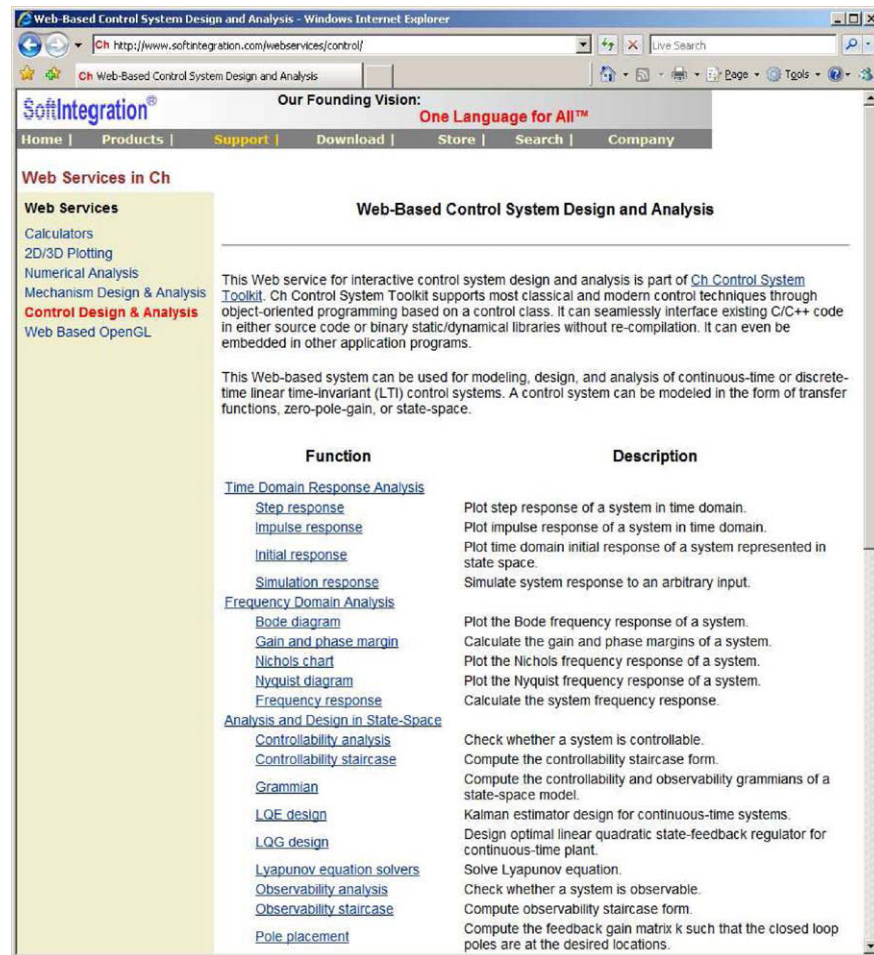 Web-Based Control System Design and Analysis - Windows Internet Explorer
Ch http://www.softintegration.com/webservices/control/
Live Search
Ch Web-Based Control System Design and Analysis
Page
Tools
SoftIntegration®
Our Founding Vision:
One Language for All™
Home | Products | Support | Download | Store | Search | Company
Web Services in Ch
Web Services
Calculators
2D/3D Plotting
Numerical Analysis
Mechanism Design & Analysis
Control Design & Analysis
Web Based OpenGL
Web-Based Control System Design and Analysis
This Web service for interactive control system design and analysis is part of Ch Control System
Toolkit. Ch Control System Toolkit supports most classical and modern control techniques through
object-oriented programming based on a control class. It can seamlessly interface existing C/C++ code
in either source code or binary static/dynamical libraries without re-compilation. It can even be
embedded in other application programs.
This Web-based system can be used for modeling, design, and analysis of continuous-time or discrete-
time linear time-invariant (LTI) control systems. A control system can be modeled in the form of transfer
functions, zero-pole-gain, or state-space.
Function Description
Time Domain Response Analysis
Step response Plot step response of a system in time domain.
Impulse response Plot impulse response of a system in time domain.
Initial response Plot time domain initial response of a system represented in
state space.
Simulation response Simulate system response to an arbitrary input.
Frequency Domain Analysis
Bode diagram Plot the Bode frequency response of a system.
Gain and phase margin Calculate the gain and phase margins of a system.
Nichols chart Plot the Nichols frequency response of a system.
Nyquist diagram Plot the Nyquist frequency response of a system.
Frequency response Calculate the system frequency response.
Analysis and Design in State-Space
Controllability analysis Check whether a system is controllable.
Controllability staircase Compute the controllability staircase form.
Grammian Compute the controllability and observability grammians of a
state-space model.
LQE design Kalman estimator design for continuous-time systems.
LQG design Design optimal linear quadratic state-feedback regulator for
continuous-time plant.
Lyapunov equation solvers Solve Lyapunov equation.
Observability analysis Check whether a system is observable.
Observability staircase Compute observability staircase form.
Pole placement Compute the feedback gain matrix k such that the closed loop
poles are at the desired locations.